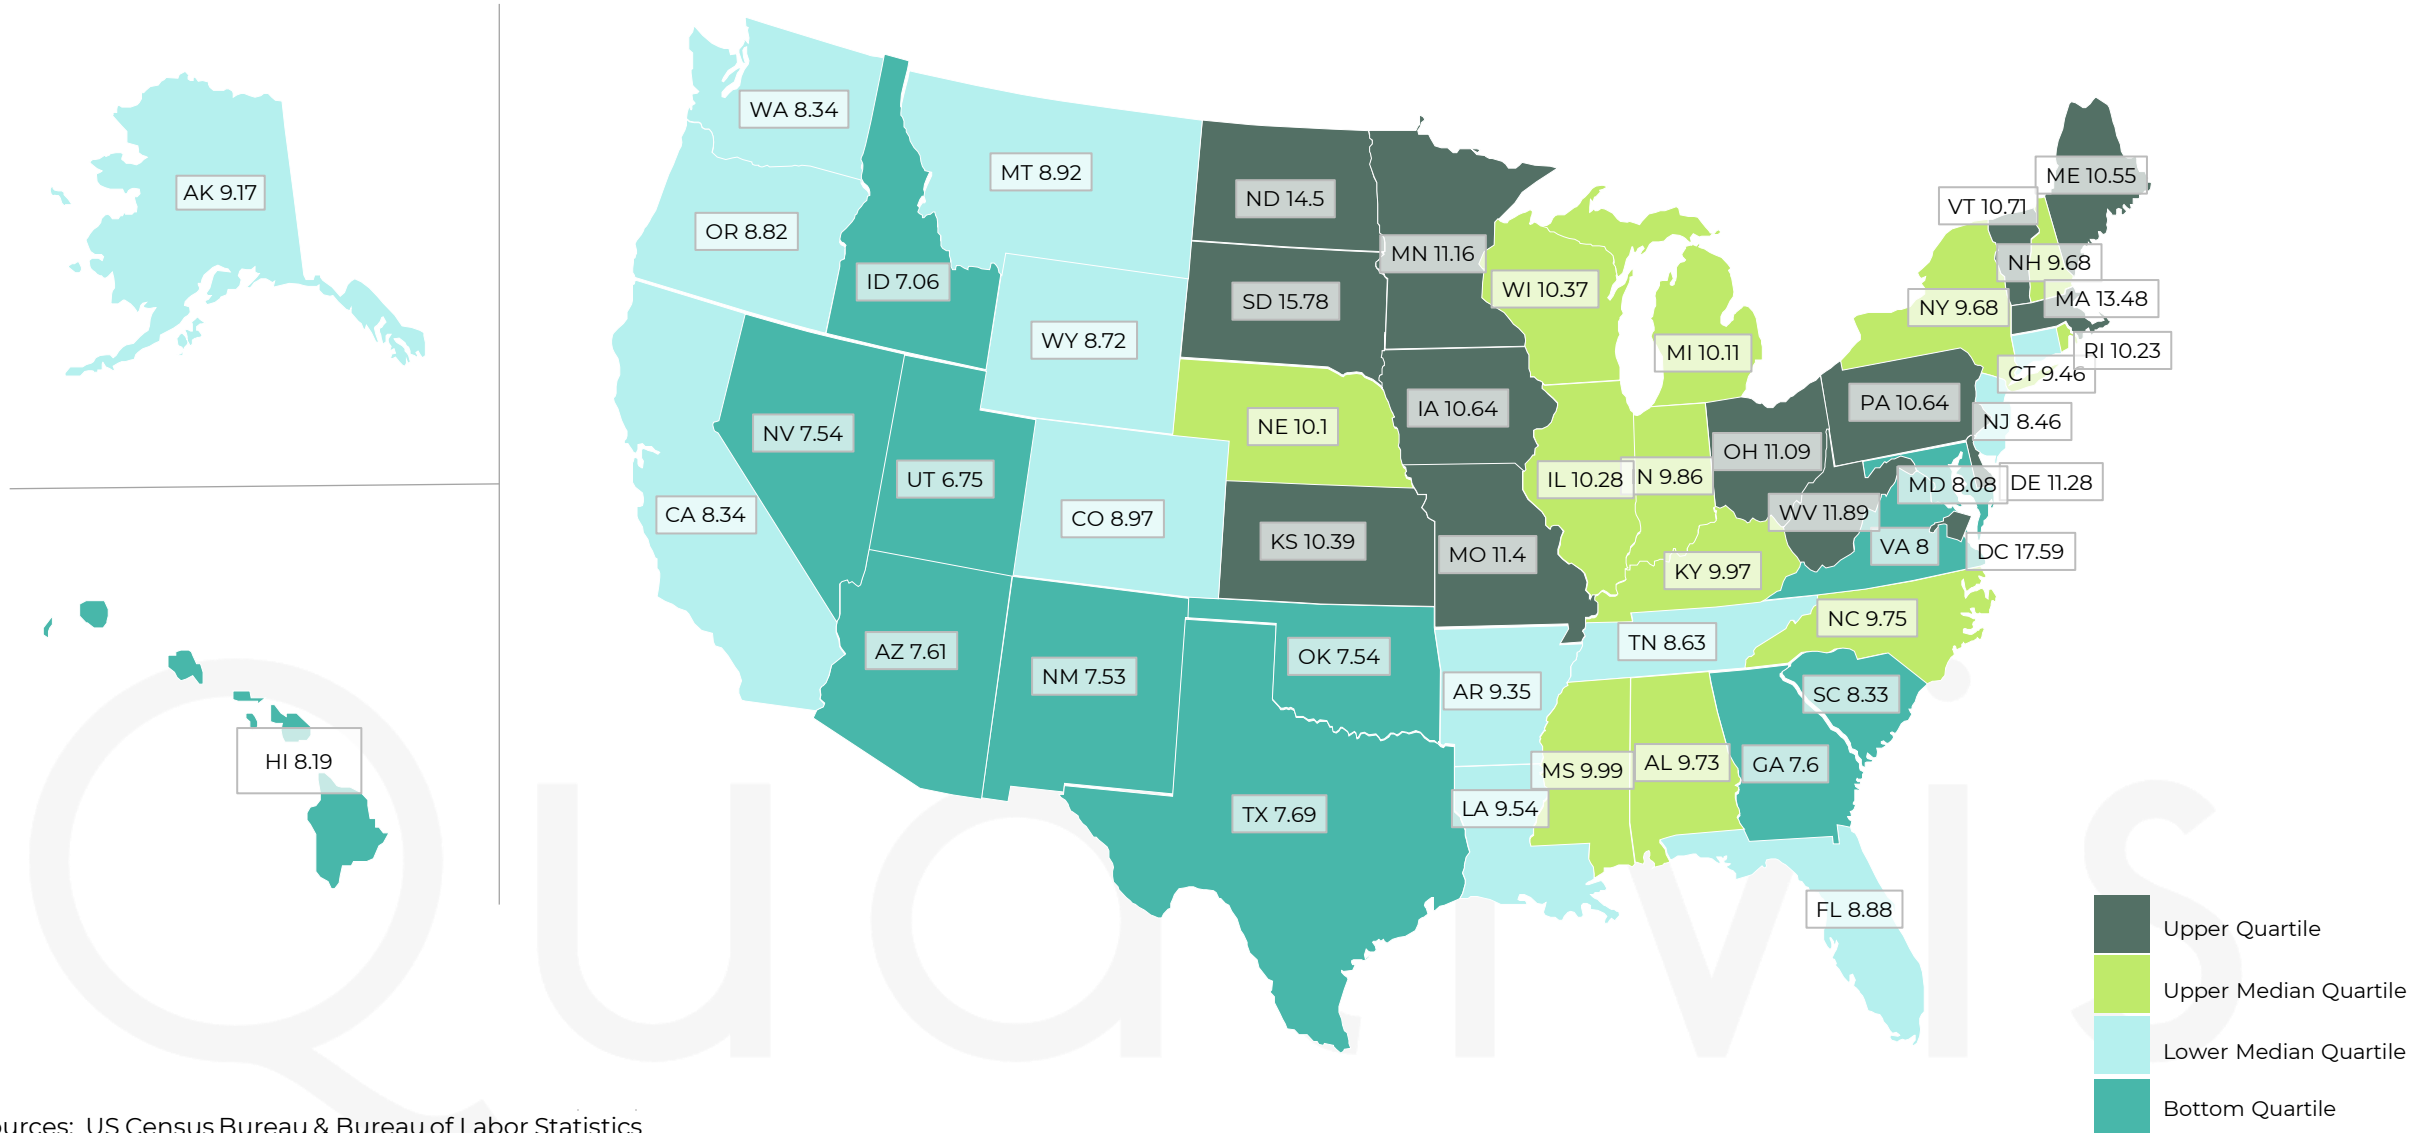 WA 8.34
MT 8.92
AK 9.17
ND 14.5
ME 10.55
VT 10.71
OR 8.82
MN 11.16
NH 9.68
ID 7.06
WI 10.37
SD 15.78
MA 13.48
NY 9.68
WY 8.72
MI 10.11
RI 10.23
CT 9.46
IA 10.64
PA 10.64
NE 10.1
NJ 8.46
NV 7.54
OH 11.09
UT 6.75
IL 10.28
N 9.86
MD 8.08
DE 11.28
CA 8.34
CO 8.97
WV 11.89
KS 10.39
MO 11.4
VA 8
DC 17.59
KY 9.97
NC 9.75
AZ 7.61
OK 7.54
TN 8.63
NM 7.53
AR 9.35
SC 8.33
HI 8.19
MS 9.99
AL 9.73
GA 7.6
TX 7.69
LA 9.54
FL 8.88
Quarvis
Upper Quartile
Upper Median Quartile
Lower Median Quartile
Bottom Quartile
ources: US Census Bureau & Bureau of Labor Statistics